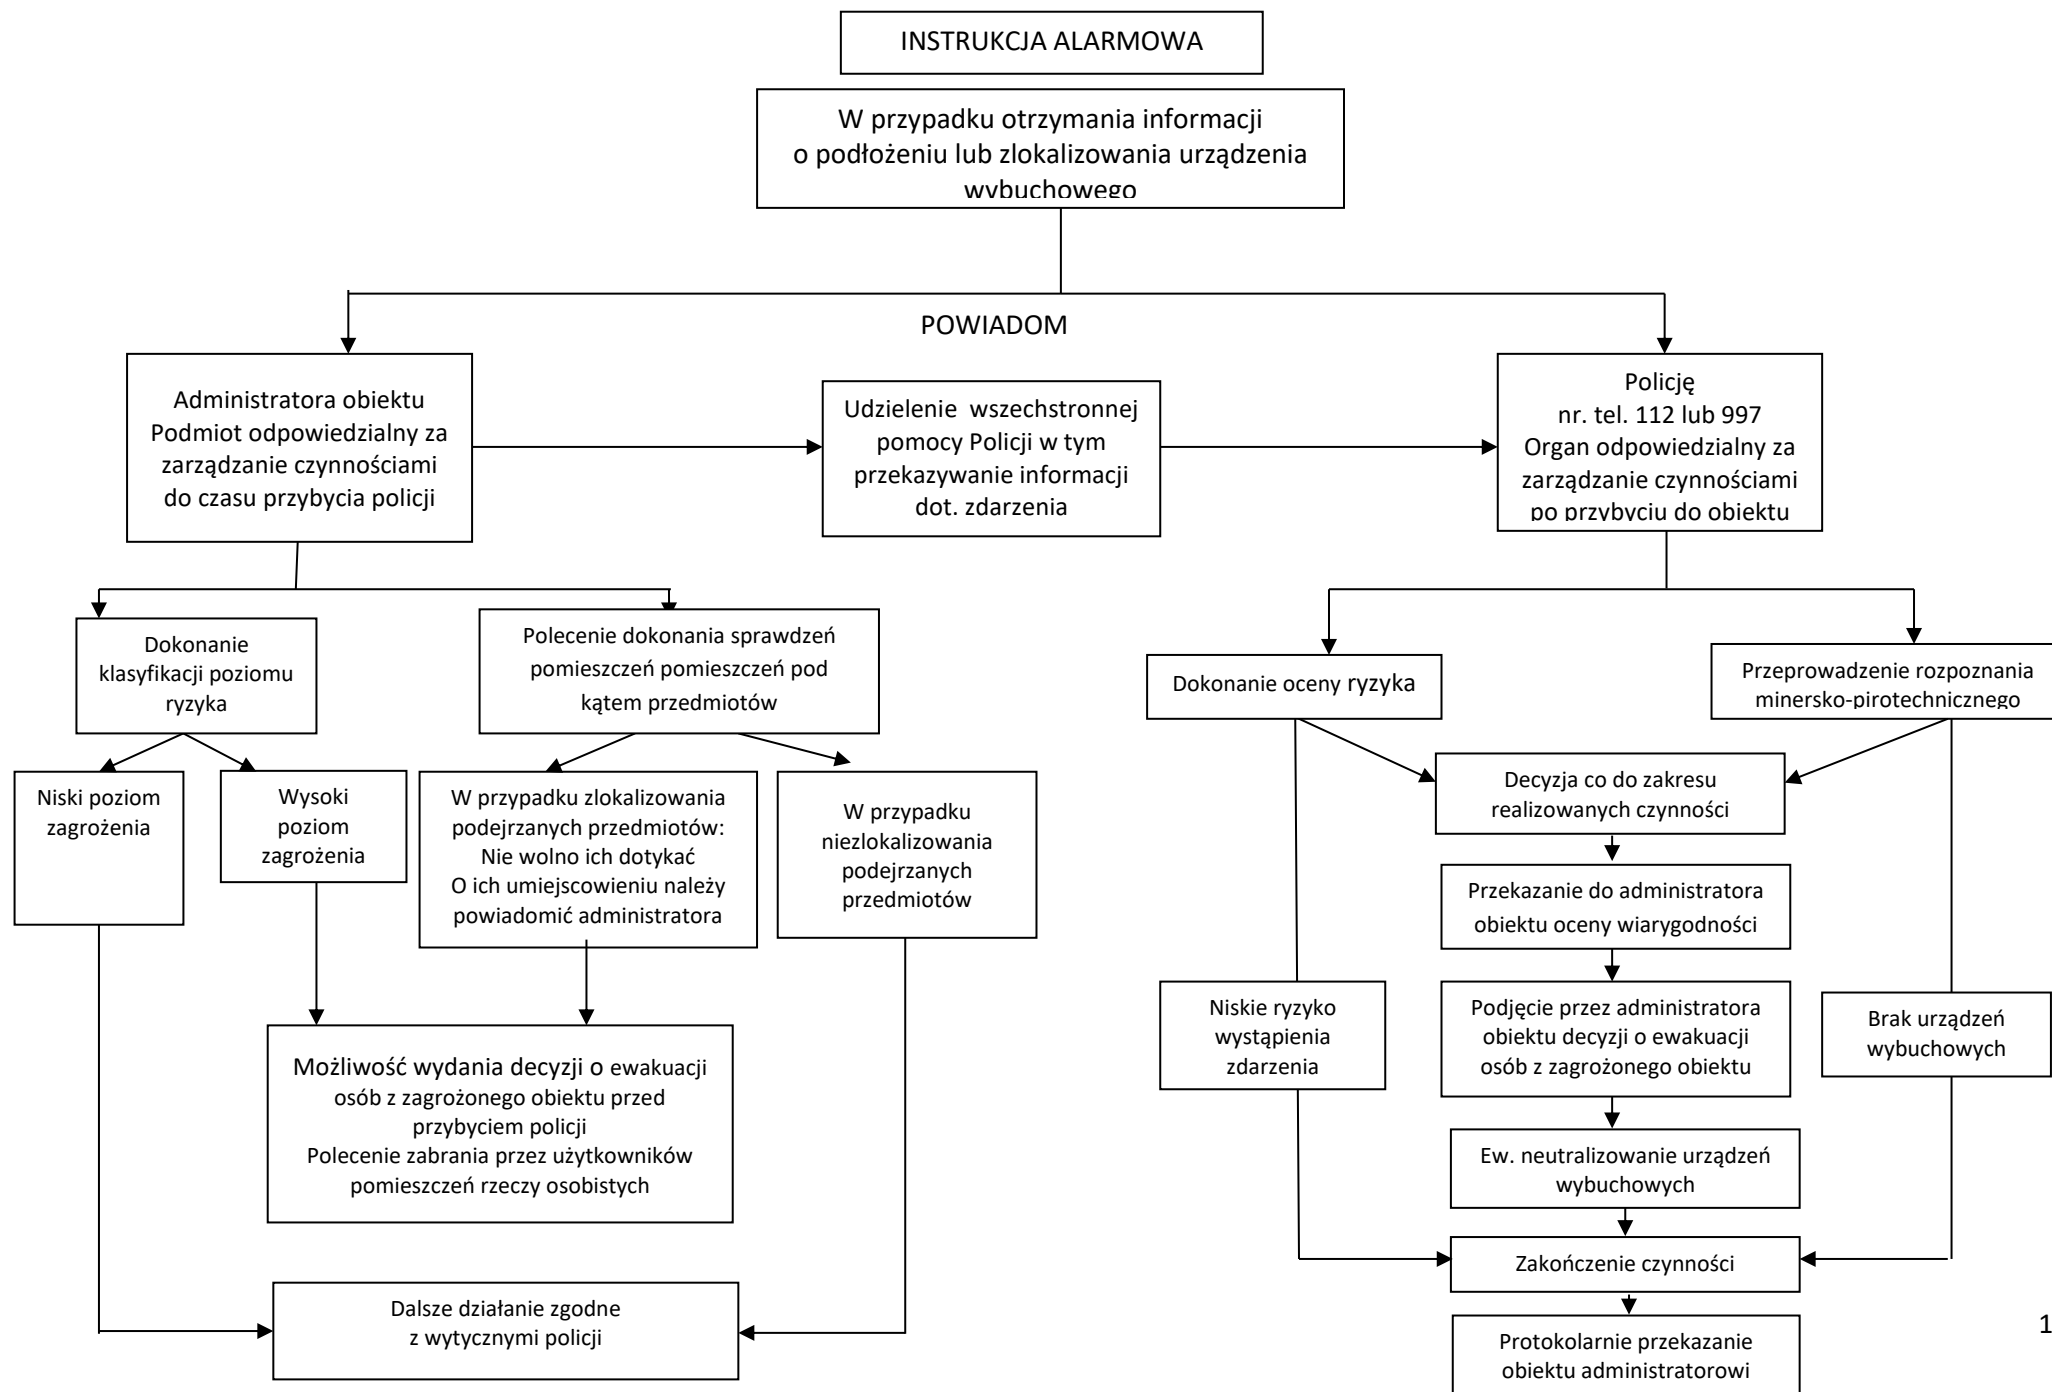 INSTRUKCJA ALARMOWA
W przypadku otrzymania informacji
o podłożeniu lub zlokalizowania urządzenia
wybuchowego
POWIADOM
Administratora obiektu
Podmiot odpowiedzialny za
zarządzanie czynnościami
do czasu przybycia policji
Udzielenie wszechstronnej
pomocy Policji w tym
przekazywanie informacji
dot. zdarzenia
Policję
nr. tel. 112 lub 997
Organ odpowiedzialny za
zarządzanie czynnościami
po przybyciu do obiektu
Dokonanie
klasyfikacji poziomu
ryzyka
Polecenie dokonania sprawdzeń
pomieszczeń pomieszczeń pod
kątem przedmiotów
Dokonanie oceny ryzyka
Przeprowadzenie rozpoznania
minersko-pirotechnicznego
Niski poziom
zagrożenia
Wysoki
poziom
zagrożenia
W przypadku zlokalizowania
podejrzanych przedmiotów:
Nie wolno ich dotykać
O ich umiejscowieniu należy
powiadomić administratora
W przypadku
niezlokalizowania
podejrzanych
przedmiotów
Decyzja co do zakresu
realizowanych czynności
Przekazanie do administratora
obiektu oceny wiarygodności
Niskie ryzyko
wystąpienia
zdarzenia
Podjęcie przez administratora
obiektu decyzji o ewakuacji
osób z zagrożonego obiektu
Brak urządzeń
wybuchowych
Możliwość wydania decyzji o ewakuacji
osób z zagrożonego obiektu przed
przybyciem policji
Polecenie zabrania przez użytkowników
pomieszczeń rzeczy osobistych
Ew. neutralizowanie urządzeń
wybuchowych
Zakończenie czynności
Dalsze działanie zgodne
z wytycznymi policji
Protokolarnie przekazanie
obiektu administratorowi
1